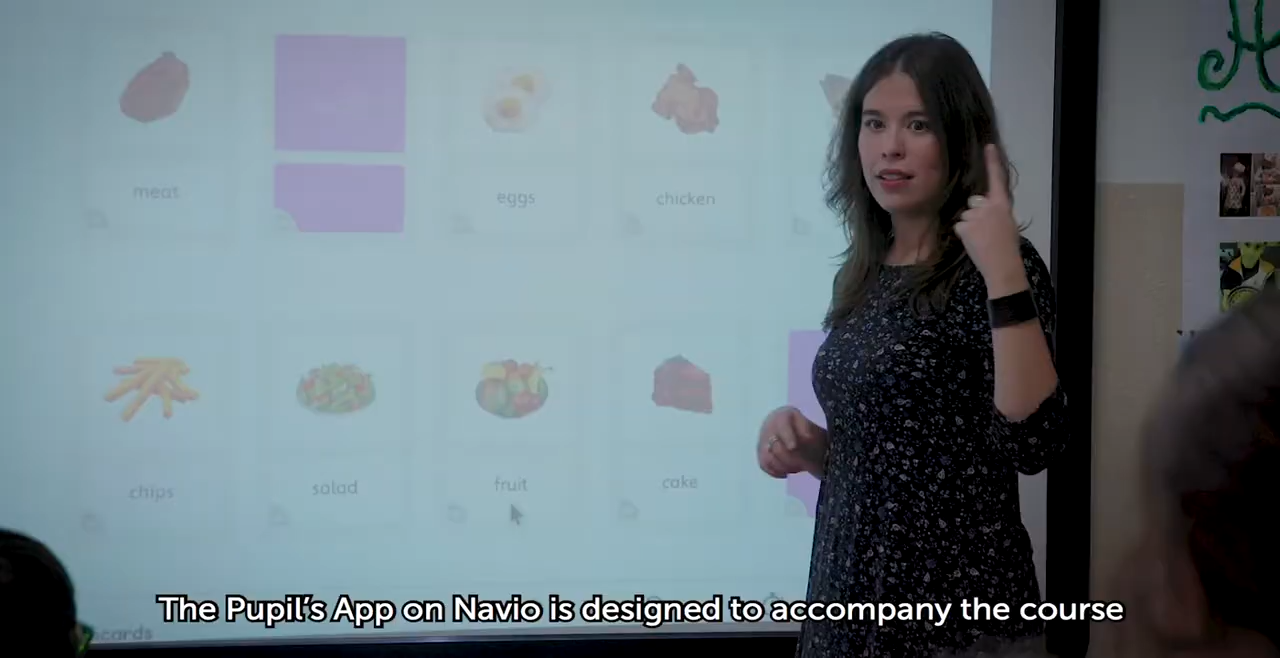 meat
eggs
chicken
chips
salad
fruit
cake
The Pupil's App on Navio is designed to accompany the course